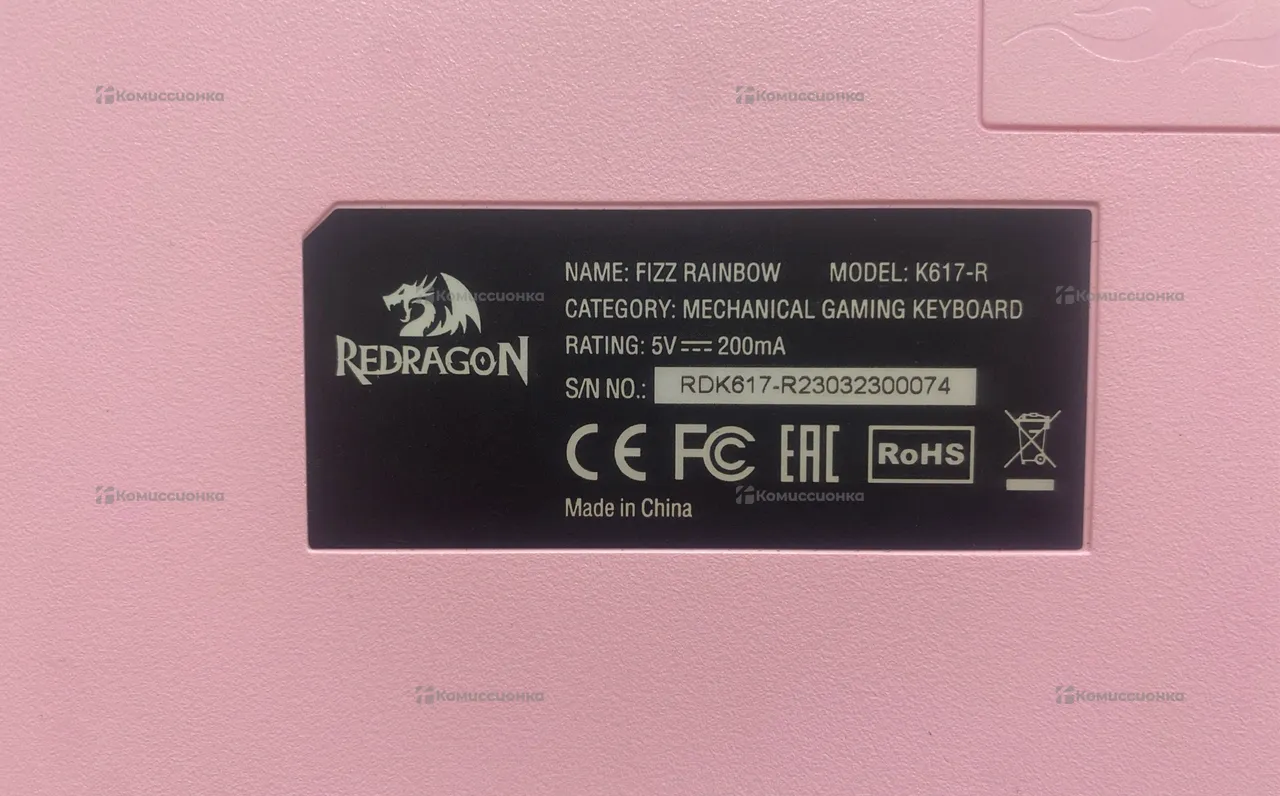 Комиссионка Комиссионка
NAME: FIZZ RAINBOW MODEL: K617-R
Комиссионка Комиссионка
CATEGORY: MECHANICAL GAMING KEYBOARD
REDRAGON
RATING: 5V 200mA
S/N NO.: RDK617-R23032300074
CE FC EAC RoHS
Комиссионка Комиссионка
Made in China
Комиссионка Комиссионка